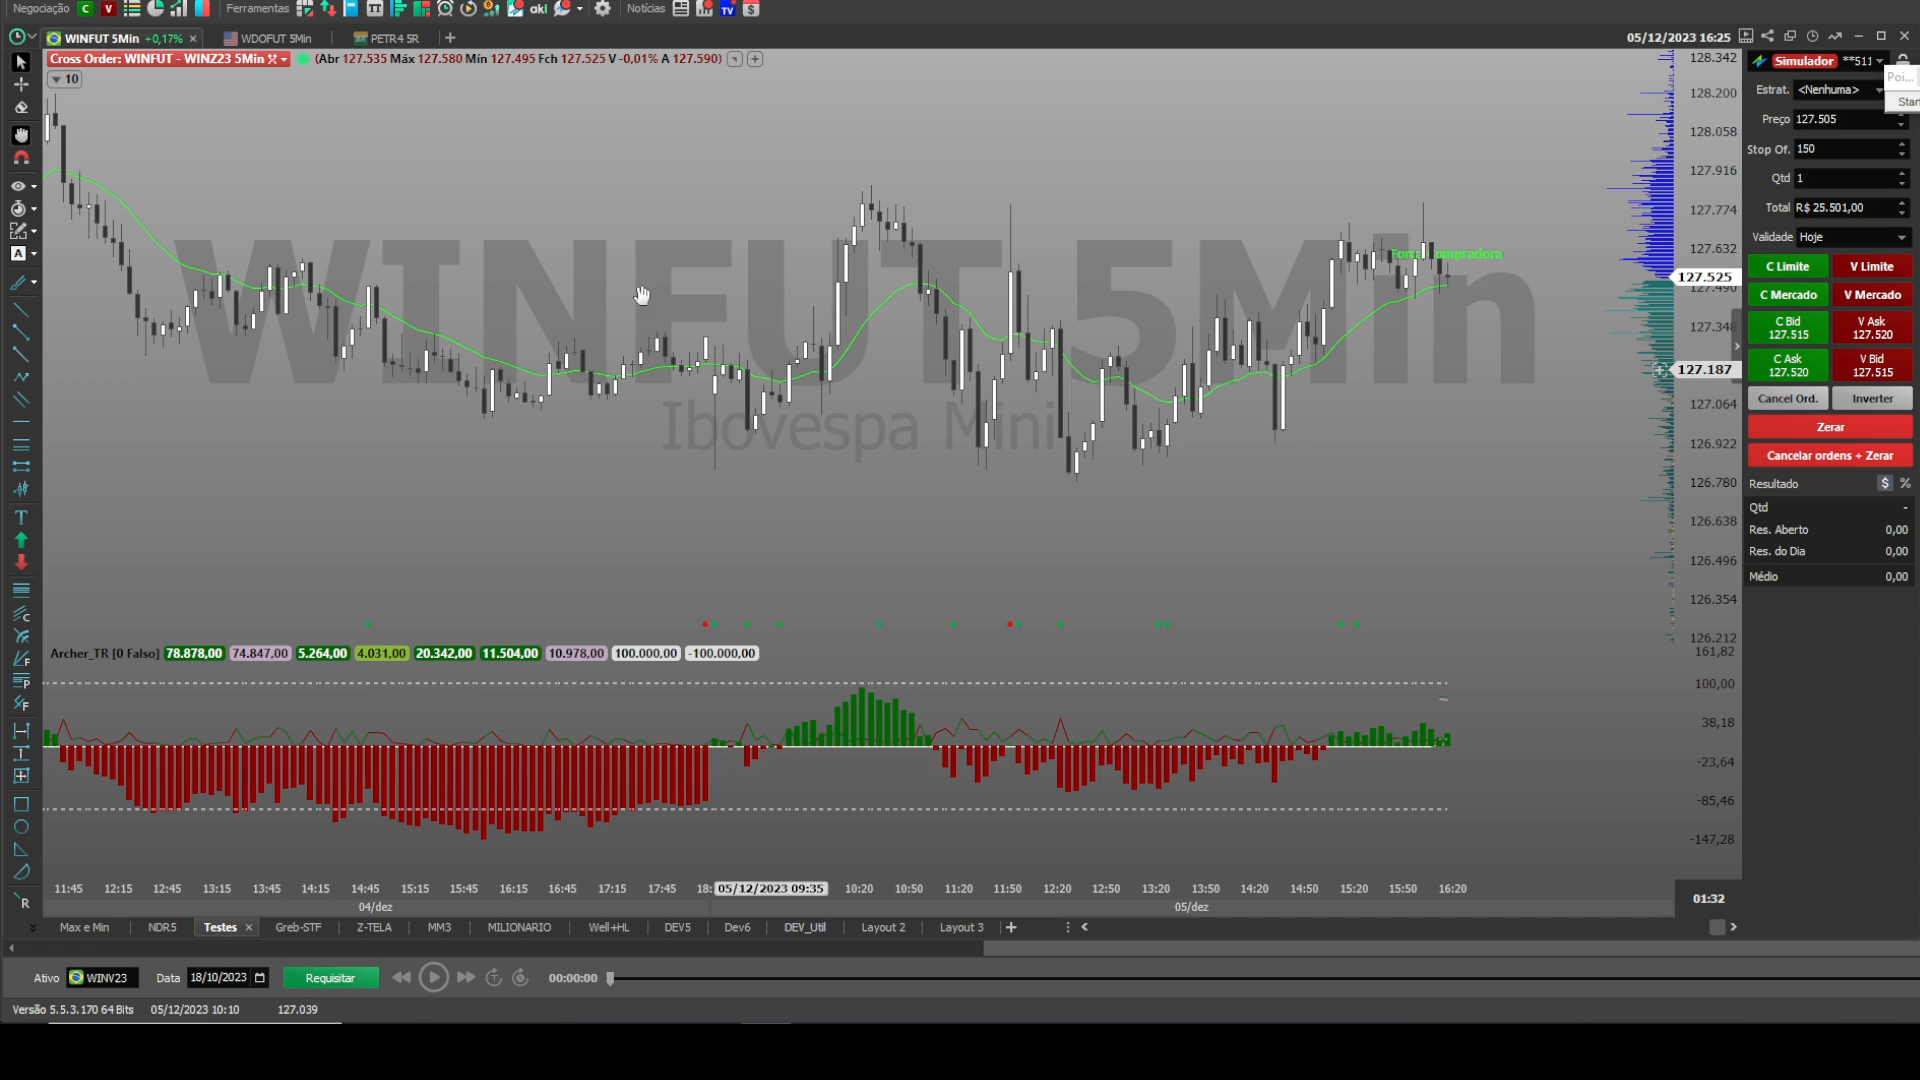 Negociação C V Ferramentas akl Notícias TV
WINFUT 5Min +0,17% WDOFUT 5Min PETR4 5R 05/12/2023 16:25
Cross Order: WINFUT - WINZ23 5Min (Abr 127.535 Máx 127.580 Mín 127.495 Fch 127.525 V -0,01% A 127.590)
10
WINFUT 5Min
Ibovespa Mini
128.342
128.200
128.058
127.916
127.774
127.632
127.525
127.490
127.348
127.187
127.064
126.922
126.780
126.638
126.496
126.354
126.212
Simulador **511
Poi...
Start
Estrat. <Nenhuma>
Preço 127.505
Stop Of. 150
Qtd 1
Total R$ 25.501,00
Validade Hoje
C Limite V Limite
C Mercado V Mercado
C Bid 127.515 V Ask 127.520
C Ask 127.520 V Bid 127.515
Cancel Ord. Inverter
Zerar
Cancelar ordens + Zerar
Resultado $ %
Qtd -
Res. Aberto 0,00
Res. do Dia 0,00
Médio 0,00
Archer_TR [0 Falso] 78.878,00 74.847,00 5.264,00 4.031,00 20.342,00 11.504,00 10.978,00 100.000,00 -100.000,00
161,82
100,00
38,18
-23,64
-85,46
-147,28
11:45 12:15 12:45 13:15 13:45 14:15 14:45 15:15 15:45 16:15 16:45 17:15 17:45 18: 05/12/2023 09:35 10:20 10:50 11:20 11:50 12:20 12:50 13:20 13:50 14:20 14:50 15:20 15:50 16:20 01:32
04/dez 05/dez
Max e Min NDR5 Testes Greb-STF Z-TELA MM3 MILIONARIO Well+HL DEV5 Dev6 DEV_Util Layout 2 Layout 3
Ativo WINV23 Data 18/10/2023 Requisitar 00:00:00
Versão 5.5.3.170 64 Bits 05/12/2023 10:10 127.039